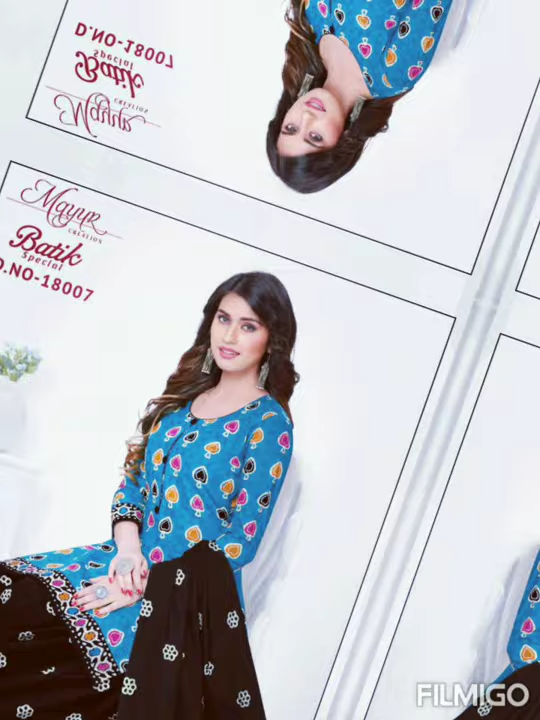 D.NO-18007
Special
Batik
CREATION
Mayur
Mayur
CREATION
Batik
Special
D.NO-18007
FILMIGO